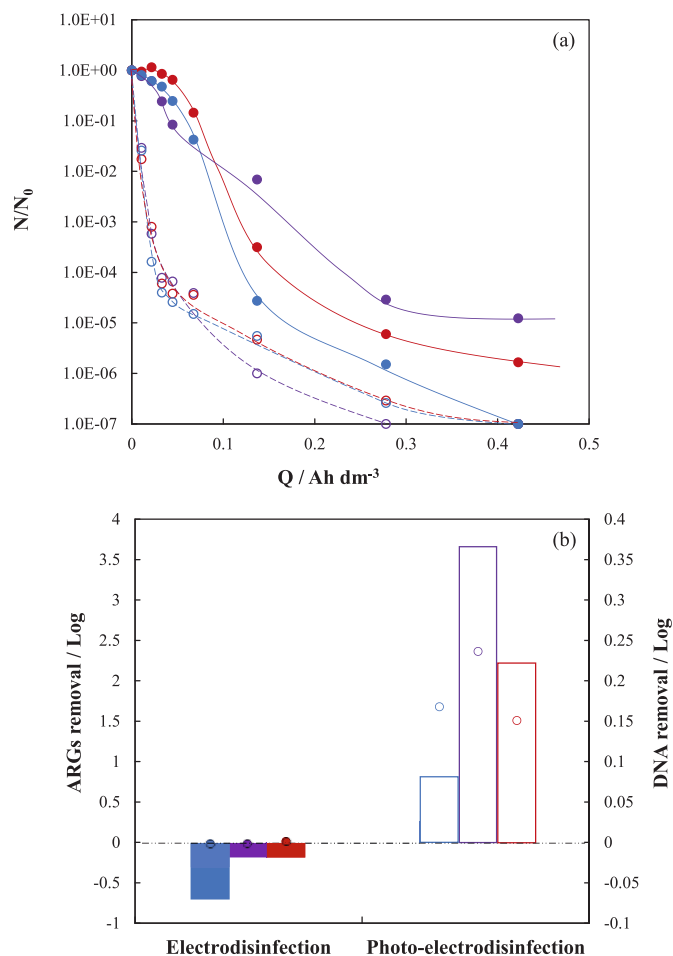 1.0E+01
(a)
1.0E+00
1.0E-01
1.0E-02
1.0E-03
1.0E-04
1.0E-05
1.0E-06
1.0E-07
N/N0
0 0.1 0.2 0.3 0.4 0.5
Q / Ah dm-3
4 0.4
(b)
3.5 0.35
3 0.3
2.5 0.25
2 0.2
1.5 0.15
1 0.1
0.5 0.05
0 0
-0.5 -0.05
-1 -0.1
ARGs removal / Log
DNA removal / Log
Electrodisinfection Photo-electrodisinfection